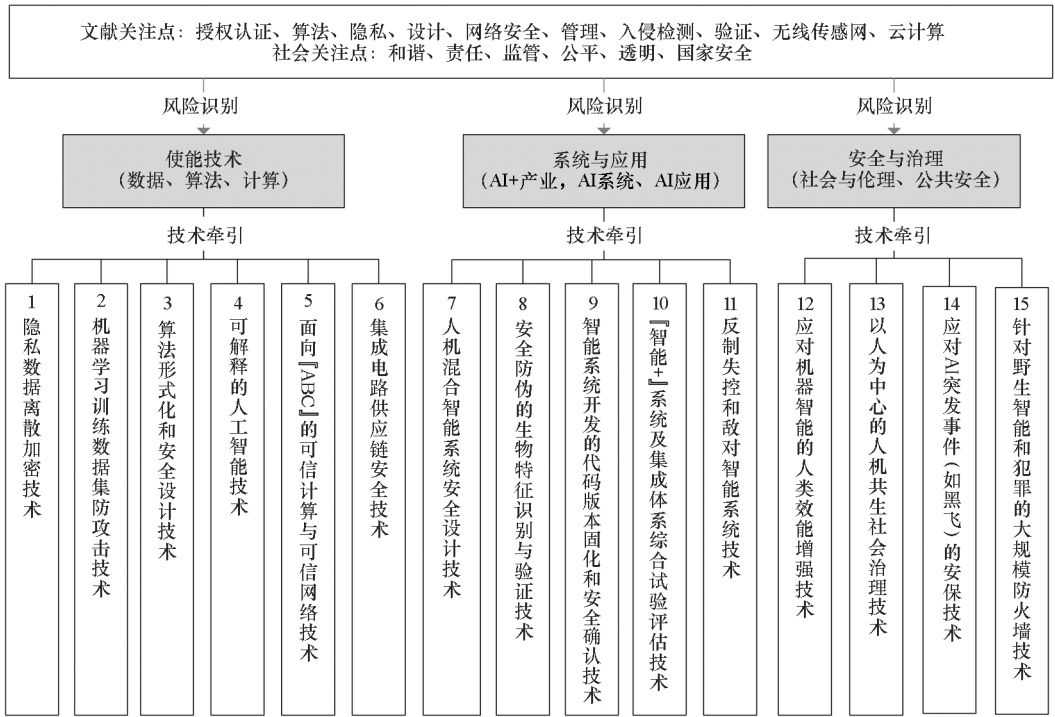 文献关注点：授权认证、算法、隐私、设计、网络安全、管理、入侵检测、验证、无线传感网、云计算
社会关注点：和谐、责任、监管、公平、透明、国家安全
风险识别
风险识别
风险识别
使能技术
（数据、算法、计算）
系统与应用
（AI+产业，AI系统、AI应用）
安全与治理
（社会与伦理、公共安全）
技术牵引
技术牵引
技术牵引
1 隐私数据离散加密技术
2 机器学习训练数据集防攻击技术
3 算法形式化和安全设计技术
4 可解释的人工智能技术
5 面向『ABC』的可信计算与可信网络技术
6 集成电路供应链安全技术
7 人机混合智能系统安全设计技术
8 安全防伪的生物特征识别与验证技术
9 智能系统开发的代码版本固化和安全确认技术
10 『智能+』系统及集成体系综合试验评估技术
11 反制失控和敌对智能系统技术
12 应对机器智能的人类效能增强技术
13 以人为中心的人机共生社会治理技术
14 应对AI突发事件（如黑飞）的安保技术
15 针对野生智能和犯罪的大规模防火墙技术